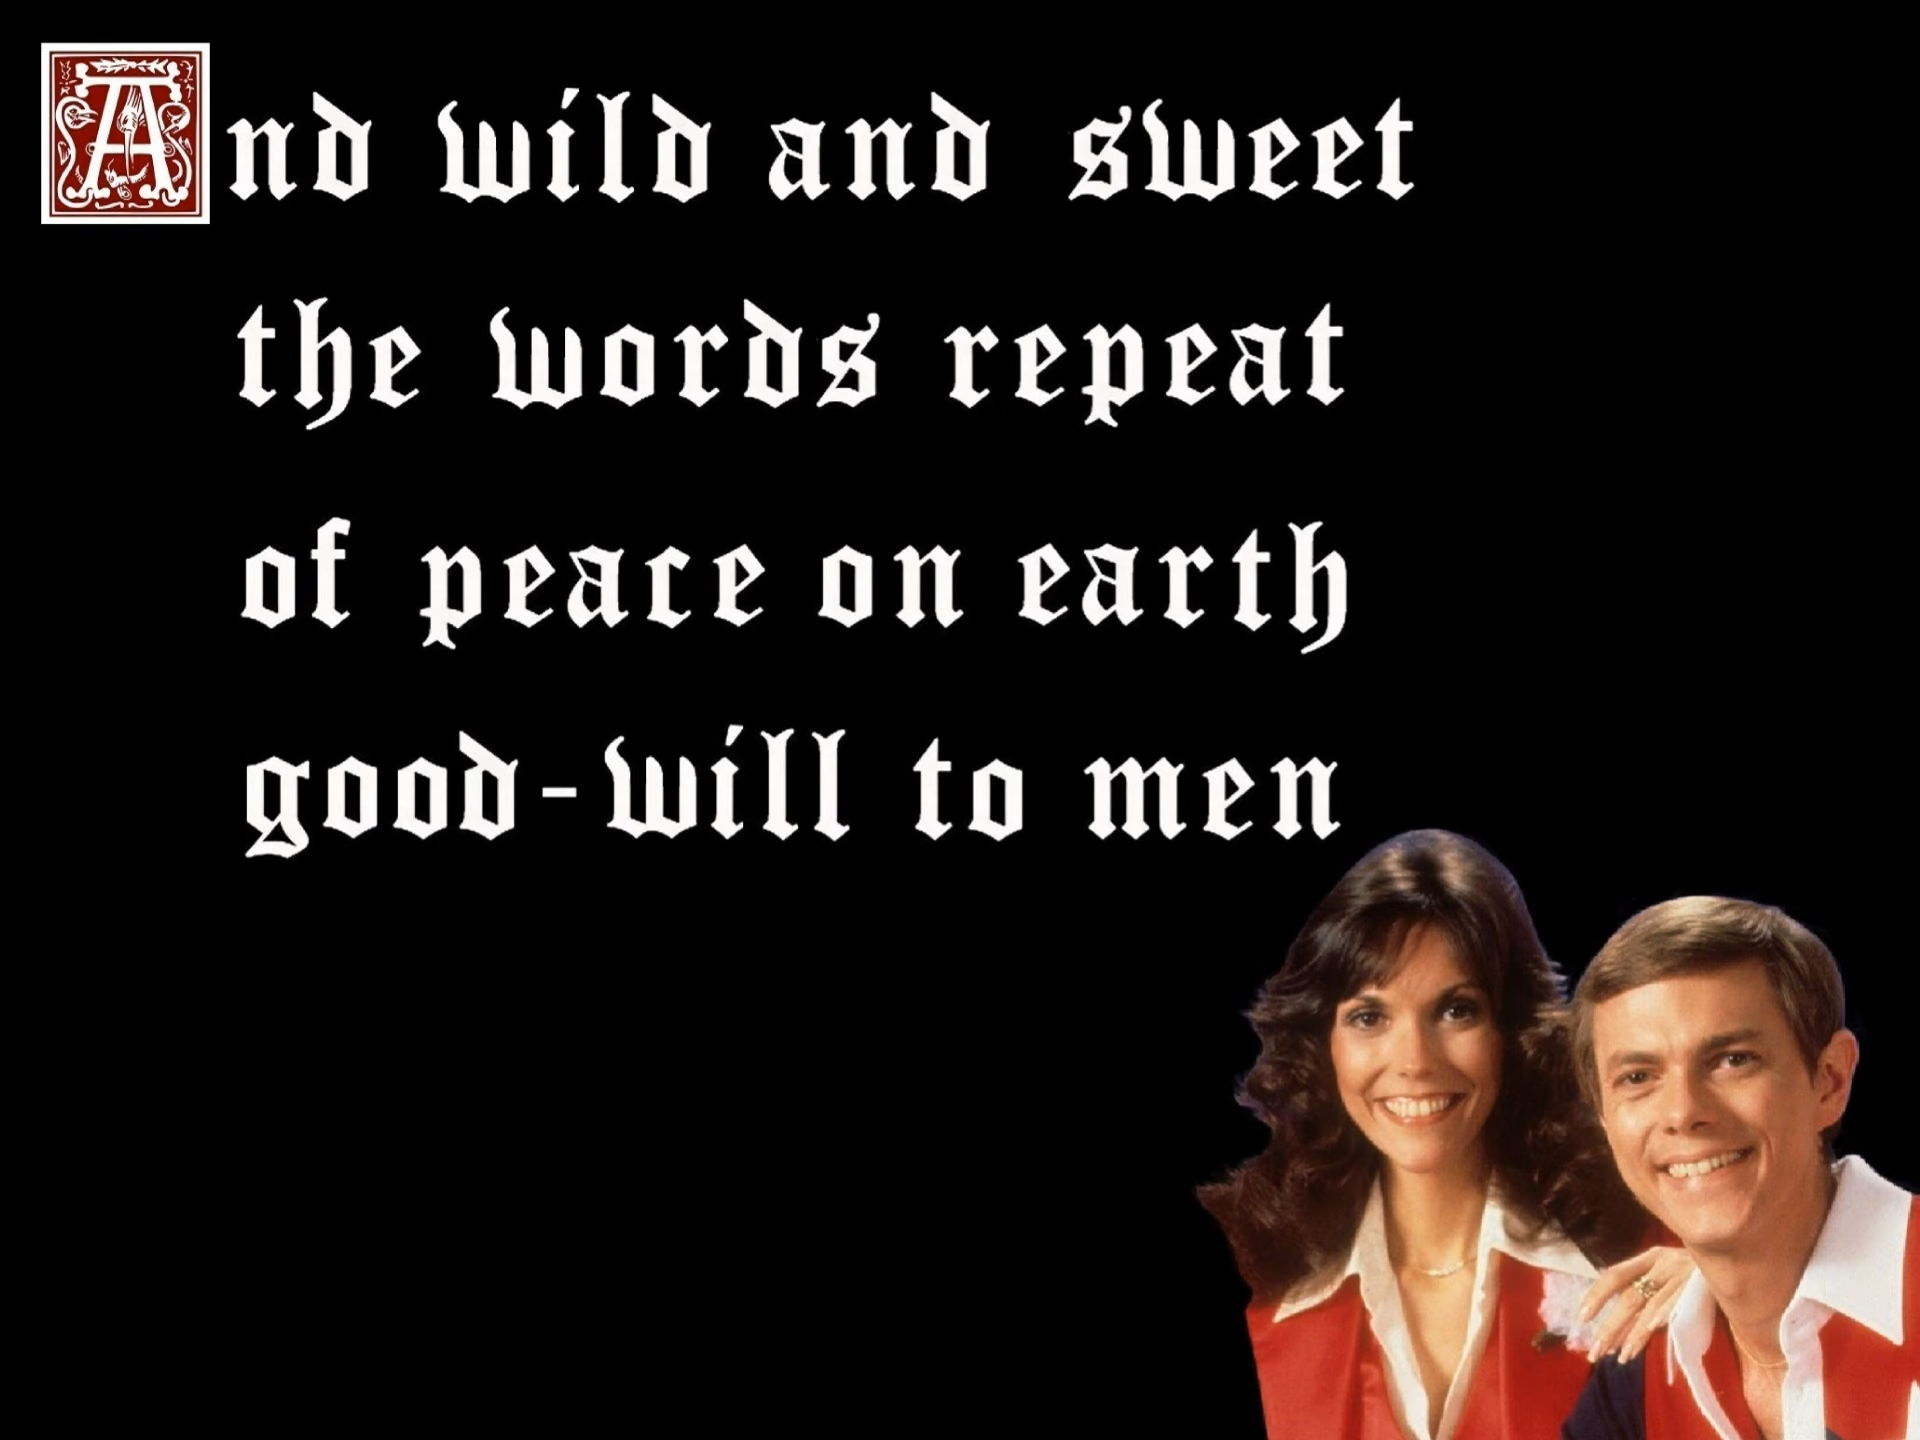 And wild and sweet
the words repeat
of peace on earth
good-will to men